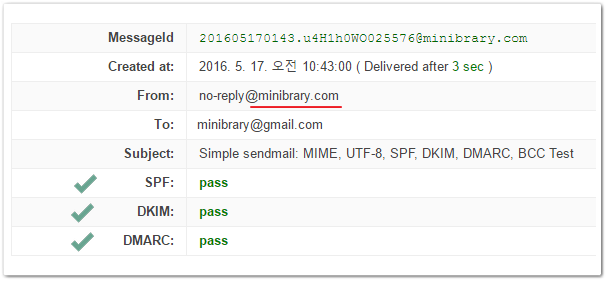 MessageId 201605170143.u4H1h0WO025576@minibrary.com
Created at: 2016. 5. 17. 오전 10:43:00 ( Delivered after 3 sec )
From: no-reply@minibrary.com
To: minibrary@gmail.com
Subject: Simple sendmail: MIME, UTF-8, SPF, DKIM, DMARC, BCC Test
SPF: pass
DKIM: pass
DMARC: pass